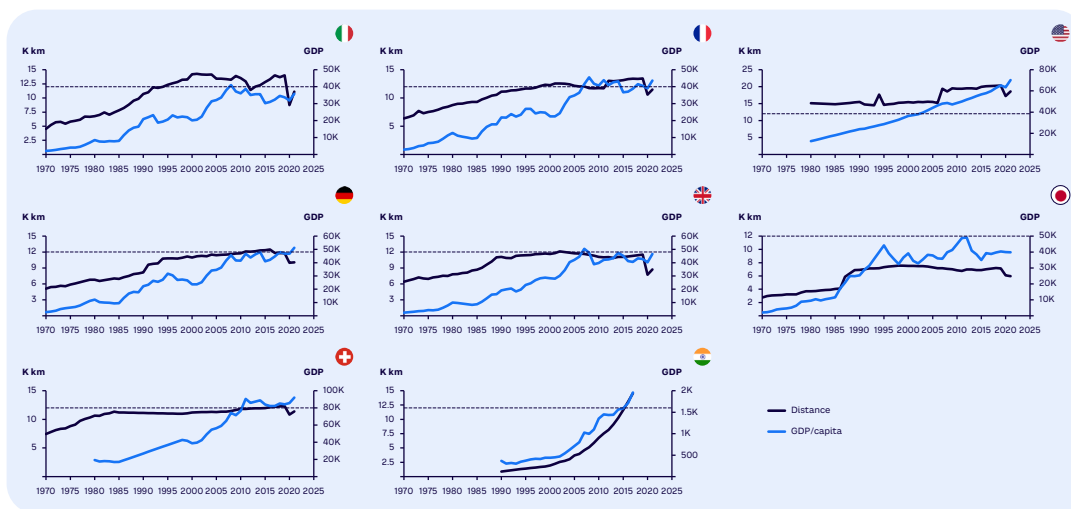 K km GDP
15 50K
12.5 40K
10 30K
20K
5 10K
2.5
1970 1975 1980 1985 1990 1995 2000 2005 2010 2015 2020 2025
K km GDP
15 50K
40K
10 30K
20K
5 10K
1970 1975 1980 1985 1990 1995 2000 2005 2010 2015 2020 2025
K km GDP
25 80K
20 60K
15 40K
10 20K
5
1970 1975 1980 1985 1990 1995 2000 2005 2010 2015 2020 2025
K km GDP
15 60K
12 50K
9 40K
6 30K
3 20K
10K
1970 1975 1980 1985 1990 1995 2000 2005 2010 2015 2020 2025
K km GDP
15 60K
12 50K
9 40K
6 30K
3 20K
10K
1970 1975 1980 1985 1990 1995 2000 2005 2010 2015 2020 2025
K km GDP
12 50K
10 40K
8 30K
6 20K
4 10K
2
1970 1975 1980 1985 1990 1995 2000 2005 2010 2015 2020 2025
K km GDP
15 100K
80K
10 60K
40K
5 20K
1970 1975 1980 1985 1990 1995 2000 2005 2010 2015 2020 2025
K km GDP
15 2K
12.5 1.5K
10 1K
7.5 500
5
2.5
1970 1975 1980 1985 1990 1995 2000 2005 2010 2015 2020 2025
Distance
GDP/capita